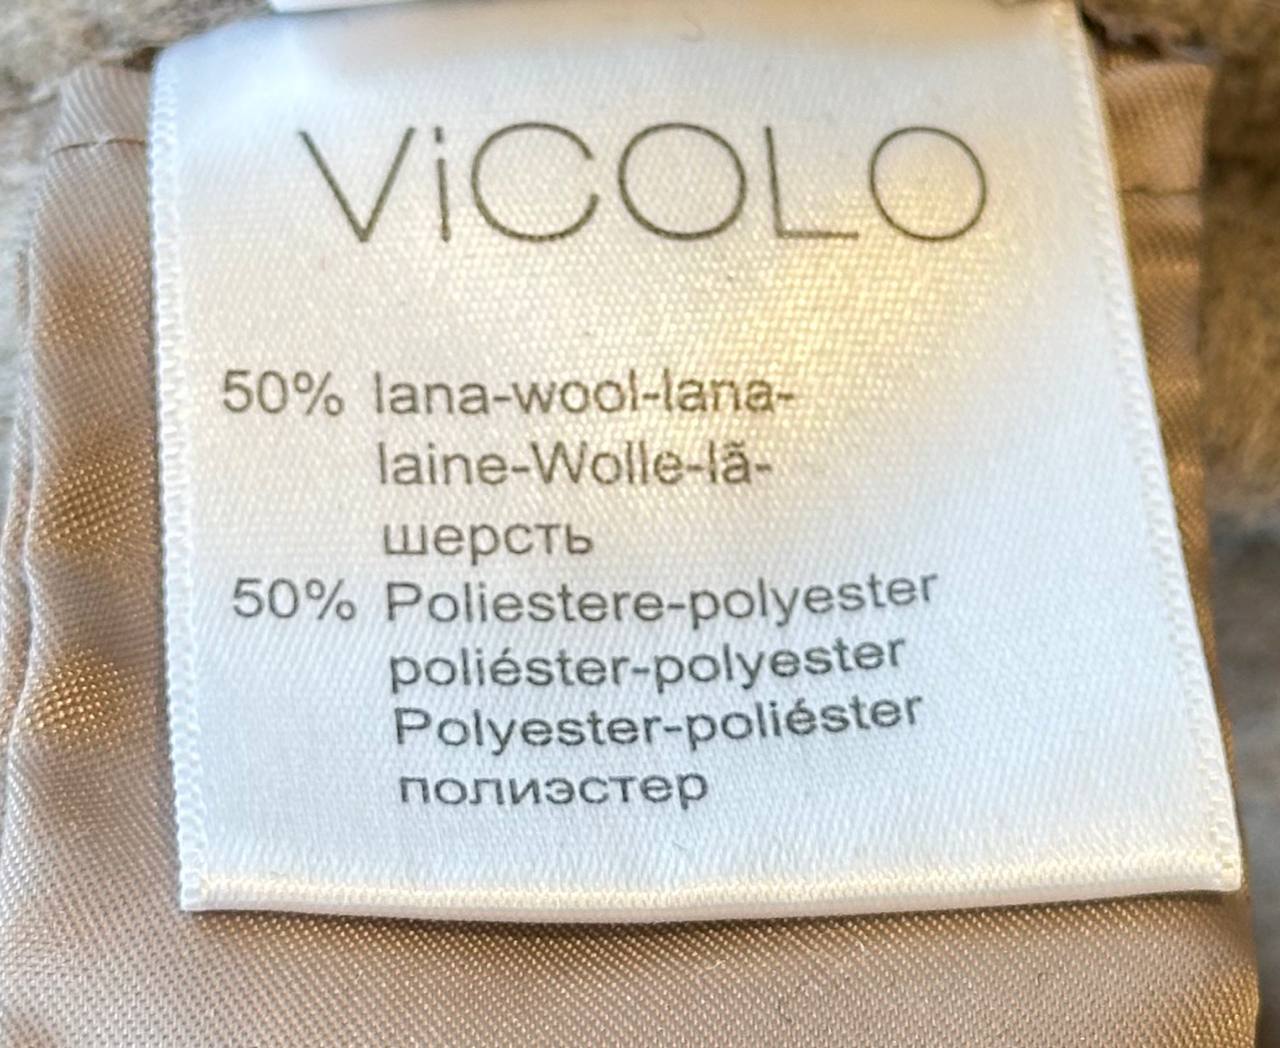 ViCOLO
50% lana-wool-lana-
laine-Wolle-lã-
шерсть
50% Poliestere-polyester
poliéster-polyester
Polyester-poliéster
полиэстер